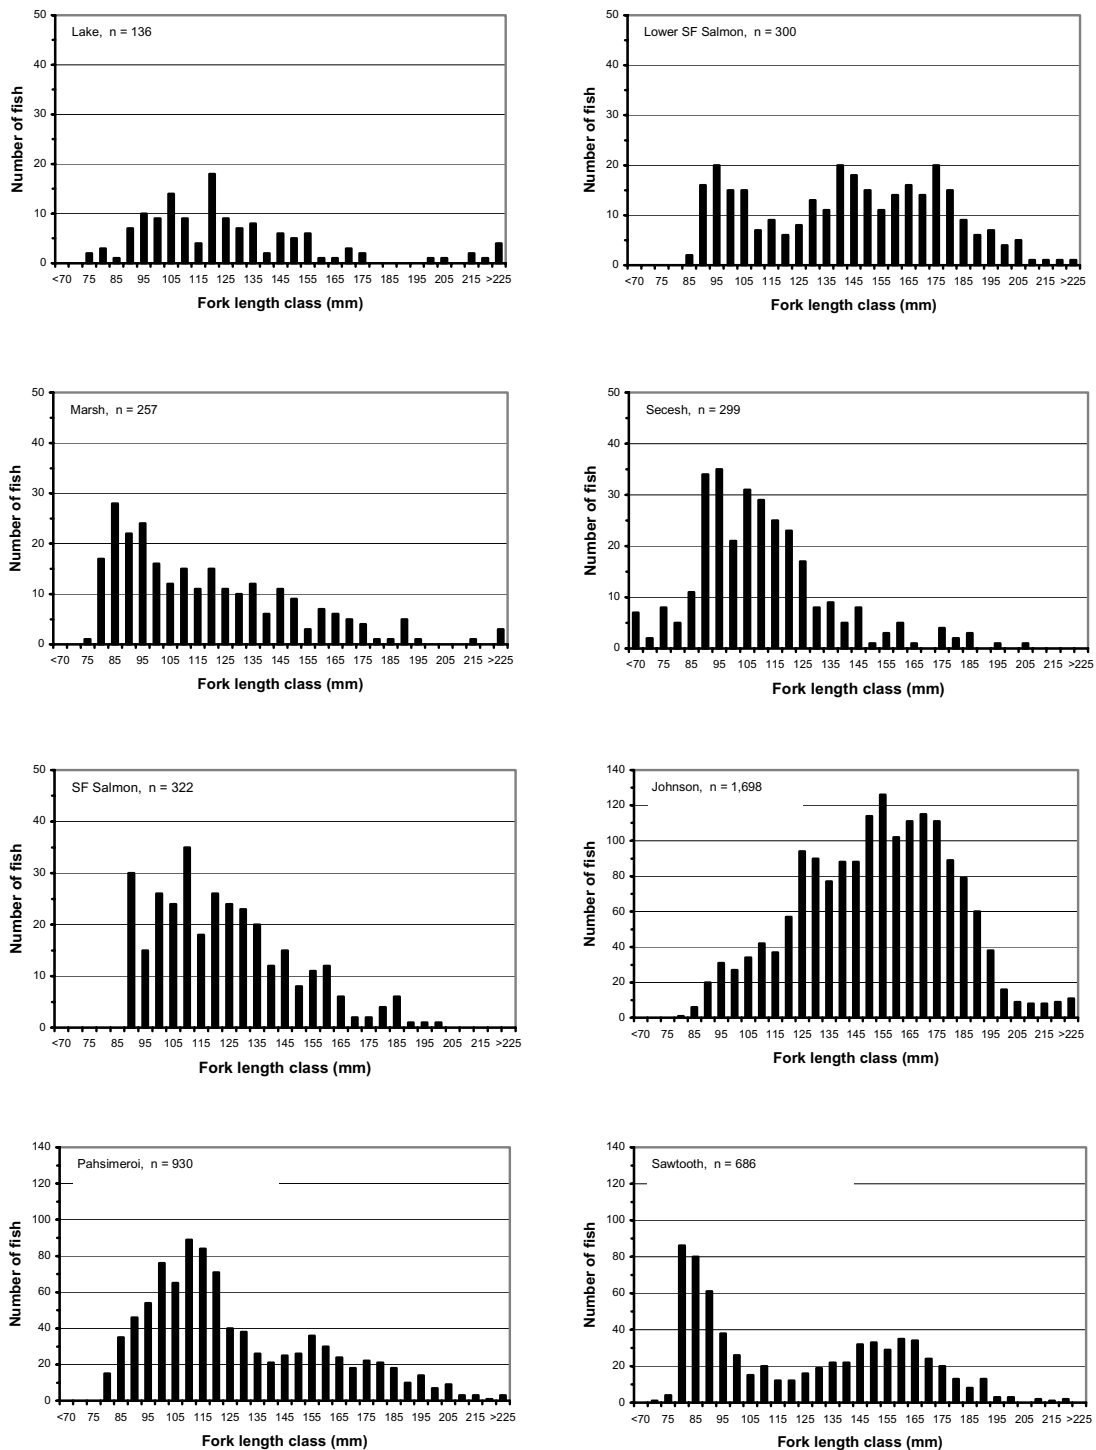 Lake, n = 136
Number of fish
50
40
30
20
10
0
<70 75 85 95 105 115 125 135 145 155 165 175 185 195 205 215 >225
Fork length class (mm)
Lower SF Salmon, n = 300
Number of fish
50
40
30
20
10
0
<70 75 85 95 105 115 125 135 145 155 165 175 185 195 205 215 >225
Fork length class (mm)
Marsh, n = 257
Number of fish
50
40
30
20
10
0
<70 75 85 95 105 115 125 135 145 155 165 175 185 195 205 215 >225
Fork length class (mm)
Secesh, n = 299
Number of fish
50
40
30
20
10
0
<70 75 85 95 105 115 125 135 145 155 165 175 185 195 205 215 >225
Fork length class (mm)
SF Salmon, n = 322
Number of fish
50
40
30
20
10
0
<70 75 85 95 105 115 125 135 145 155 165 175 185 195 205 215 >225
Fork length class (mm)
Johnson, n = 1,698
Number of fish
140
120
100
80
60
40
20
0
<70 75 85 95 105 115 125 135 145 155 165 175 185 195 205 215 >225
Fork length class (mm)
Pahsimeroi, n = 930
Number of fish
140
120
100
80
60
40
20
0
<70 75 85 95 105 115 125 135 145 155 165 175 185 195 205 215 >225
Fork length class (mm)
Sawtooth, n = 686
Number of fish
140
120
100
80
60
40
20
0
<70 75 85 95 105 115 125 135 145 155 165 175 185 195 205 215 >225
Fork length class (mm)